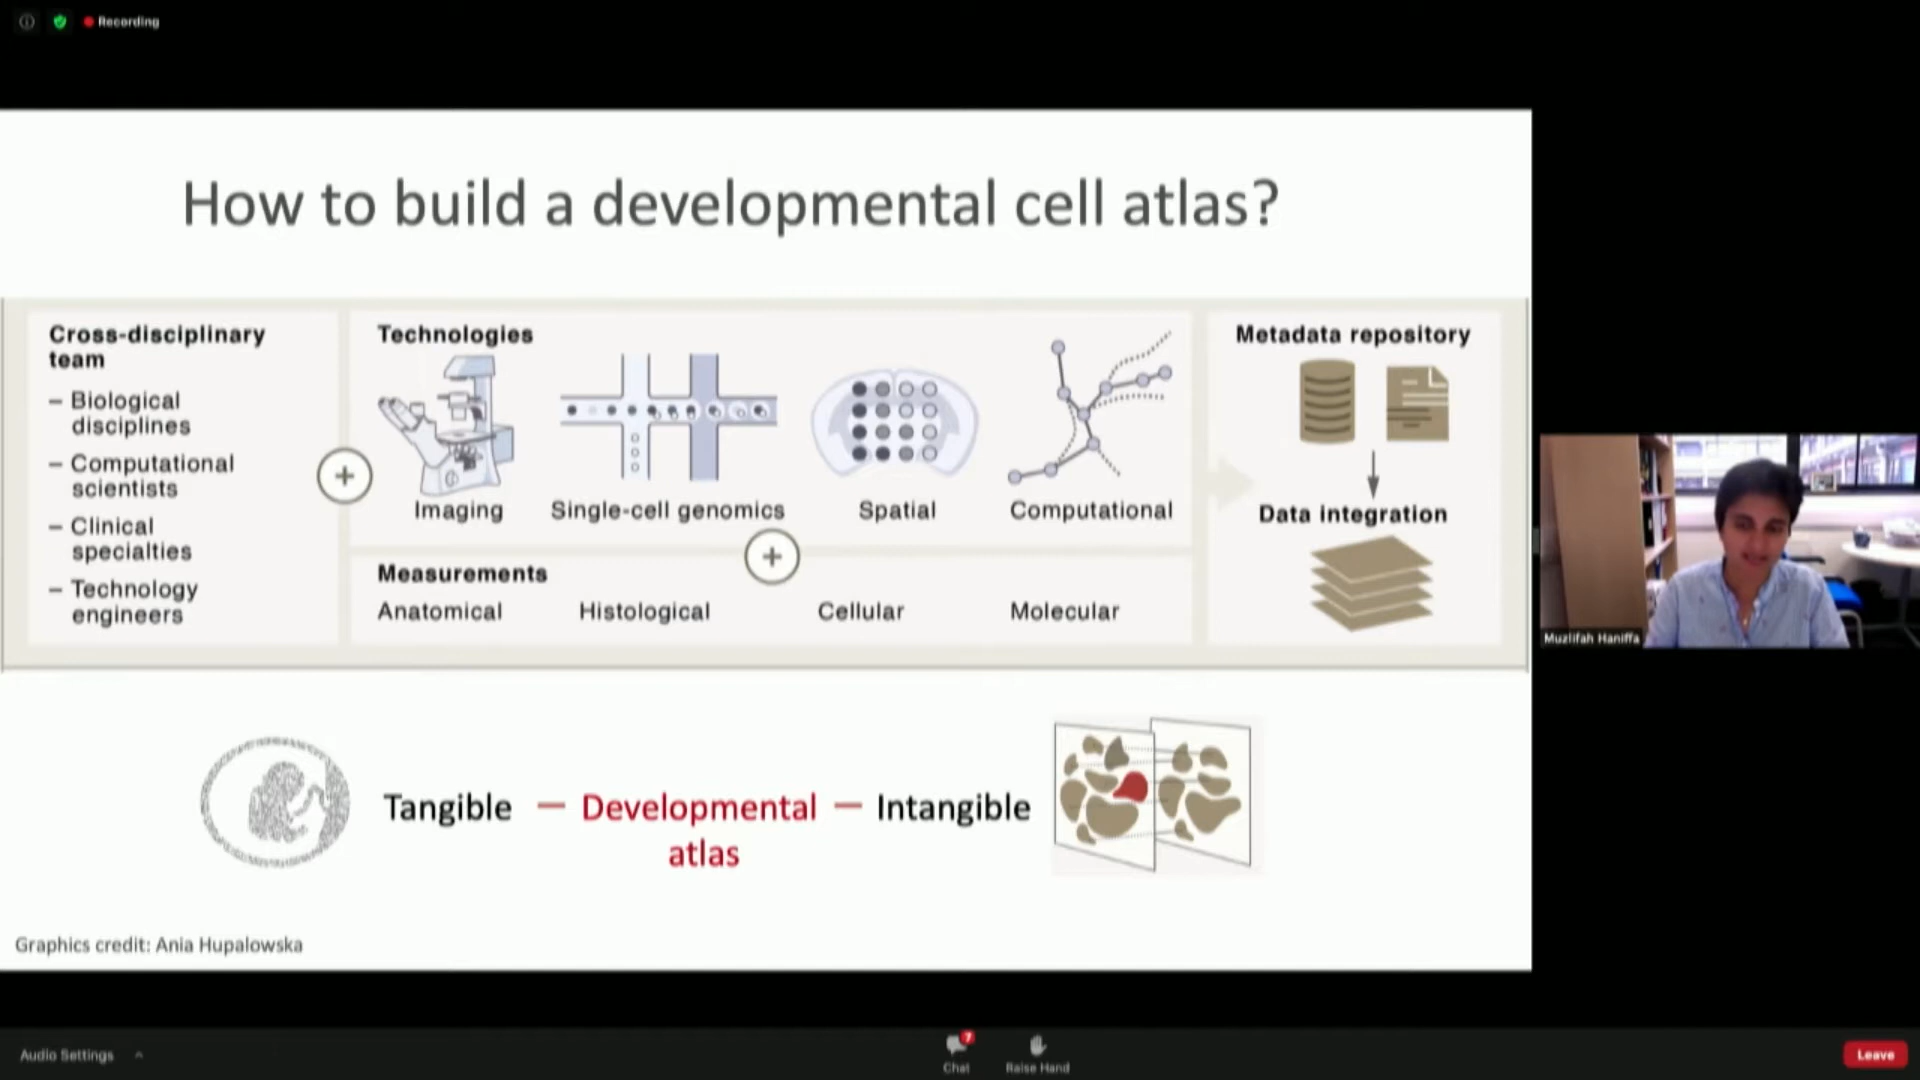 Recording
How to build a developmental cell atlas?
Cross-disciplinary
team
– Biological
disciplines
– Computational
scientists
– Clinical
specialties
– Technology
engineers
Technologies
Imaging
Single-cell genomics
Spatial
Computational
Measurements
Anatomical
Histological
Cellular
Molecular
Metadata repository
Data integration
Muzlifah Haniffa
Tangible — Developmental — Intangible
atlas
Graphics credit: Ania Hupalowska
Audio Settings
7
Chat
Raise Hand
Leave